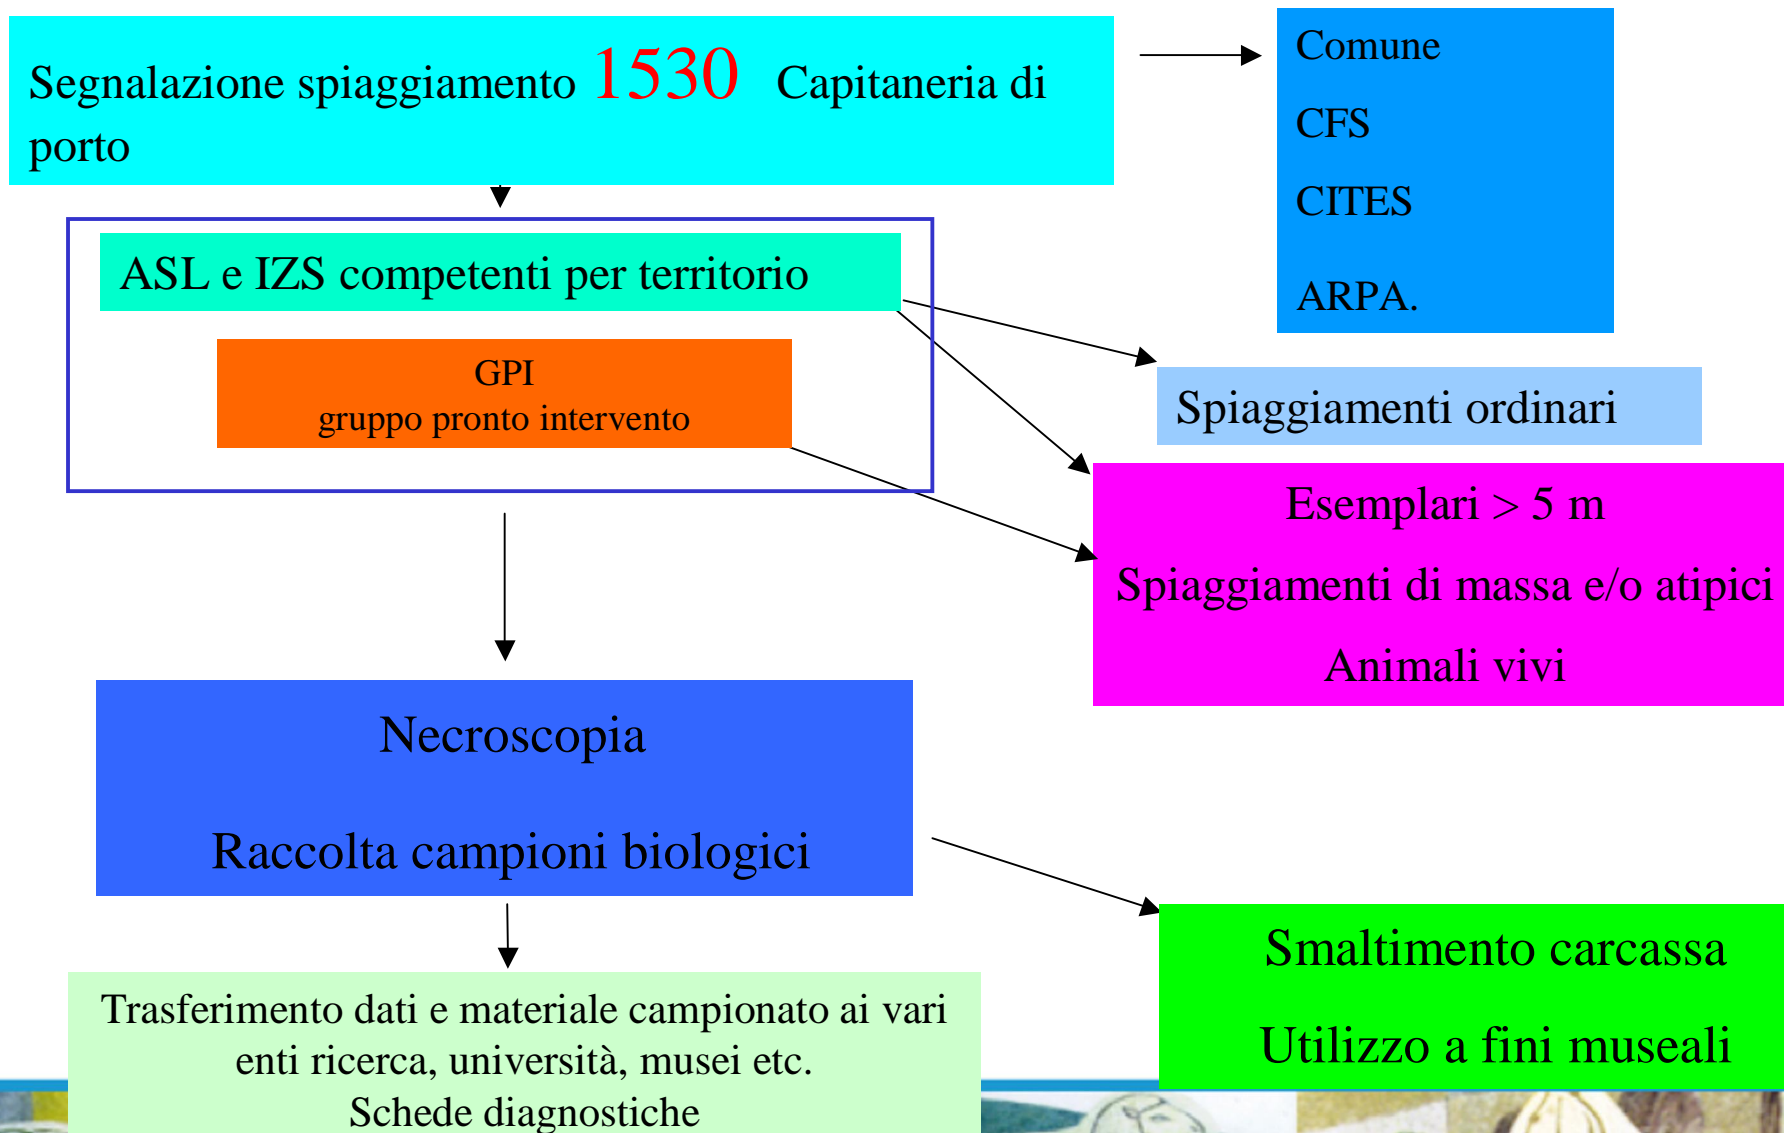 Segnalazione spiaggiamento 1530 Capitaneria di
porto
Comune
CFS
CITES
ARPA.
ASL e IZS competenti per territorio
GPI
gruppo pronto intervento
Spiaggiamenti ordinari
Esemplari > 5 m
Spiaggiamenti di massa e/o atipici
Animali vivi
Necroscopia
Raccolta campioni biologici
Smaltimento carcassa
Utilizzo a fini museali
Trasferimento dati e materiale campionato ai vari
enti ricerca, università, musei etc.
Schede diagnostiche